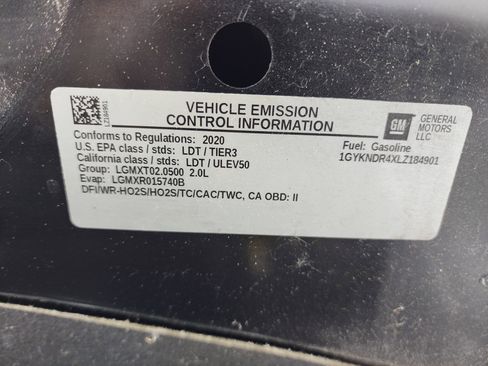 LZ184901
VEHICLE EMISSION
CONTROL INFORMATION
GM
GENERAL
MOTORS
LLC
Conforms to Regulations: 2020
U.S. EPA class / stds: LDT / TIER3
California class / stds: LDT / ULEV50
Group: LGMXT02.0500 2.0L
Evap: LGMXR015740B
Fuel: Gasoline
1GYKNDR4XLZ184901
DFI/WR-HO2S/HO2S/TC/CAC/TWC, CA OBD: II